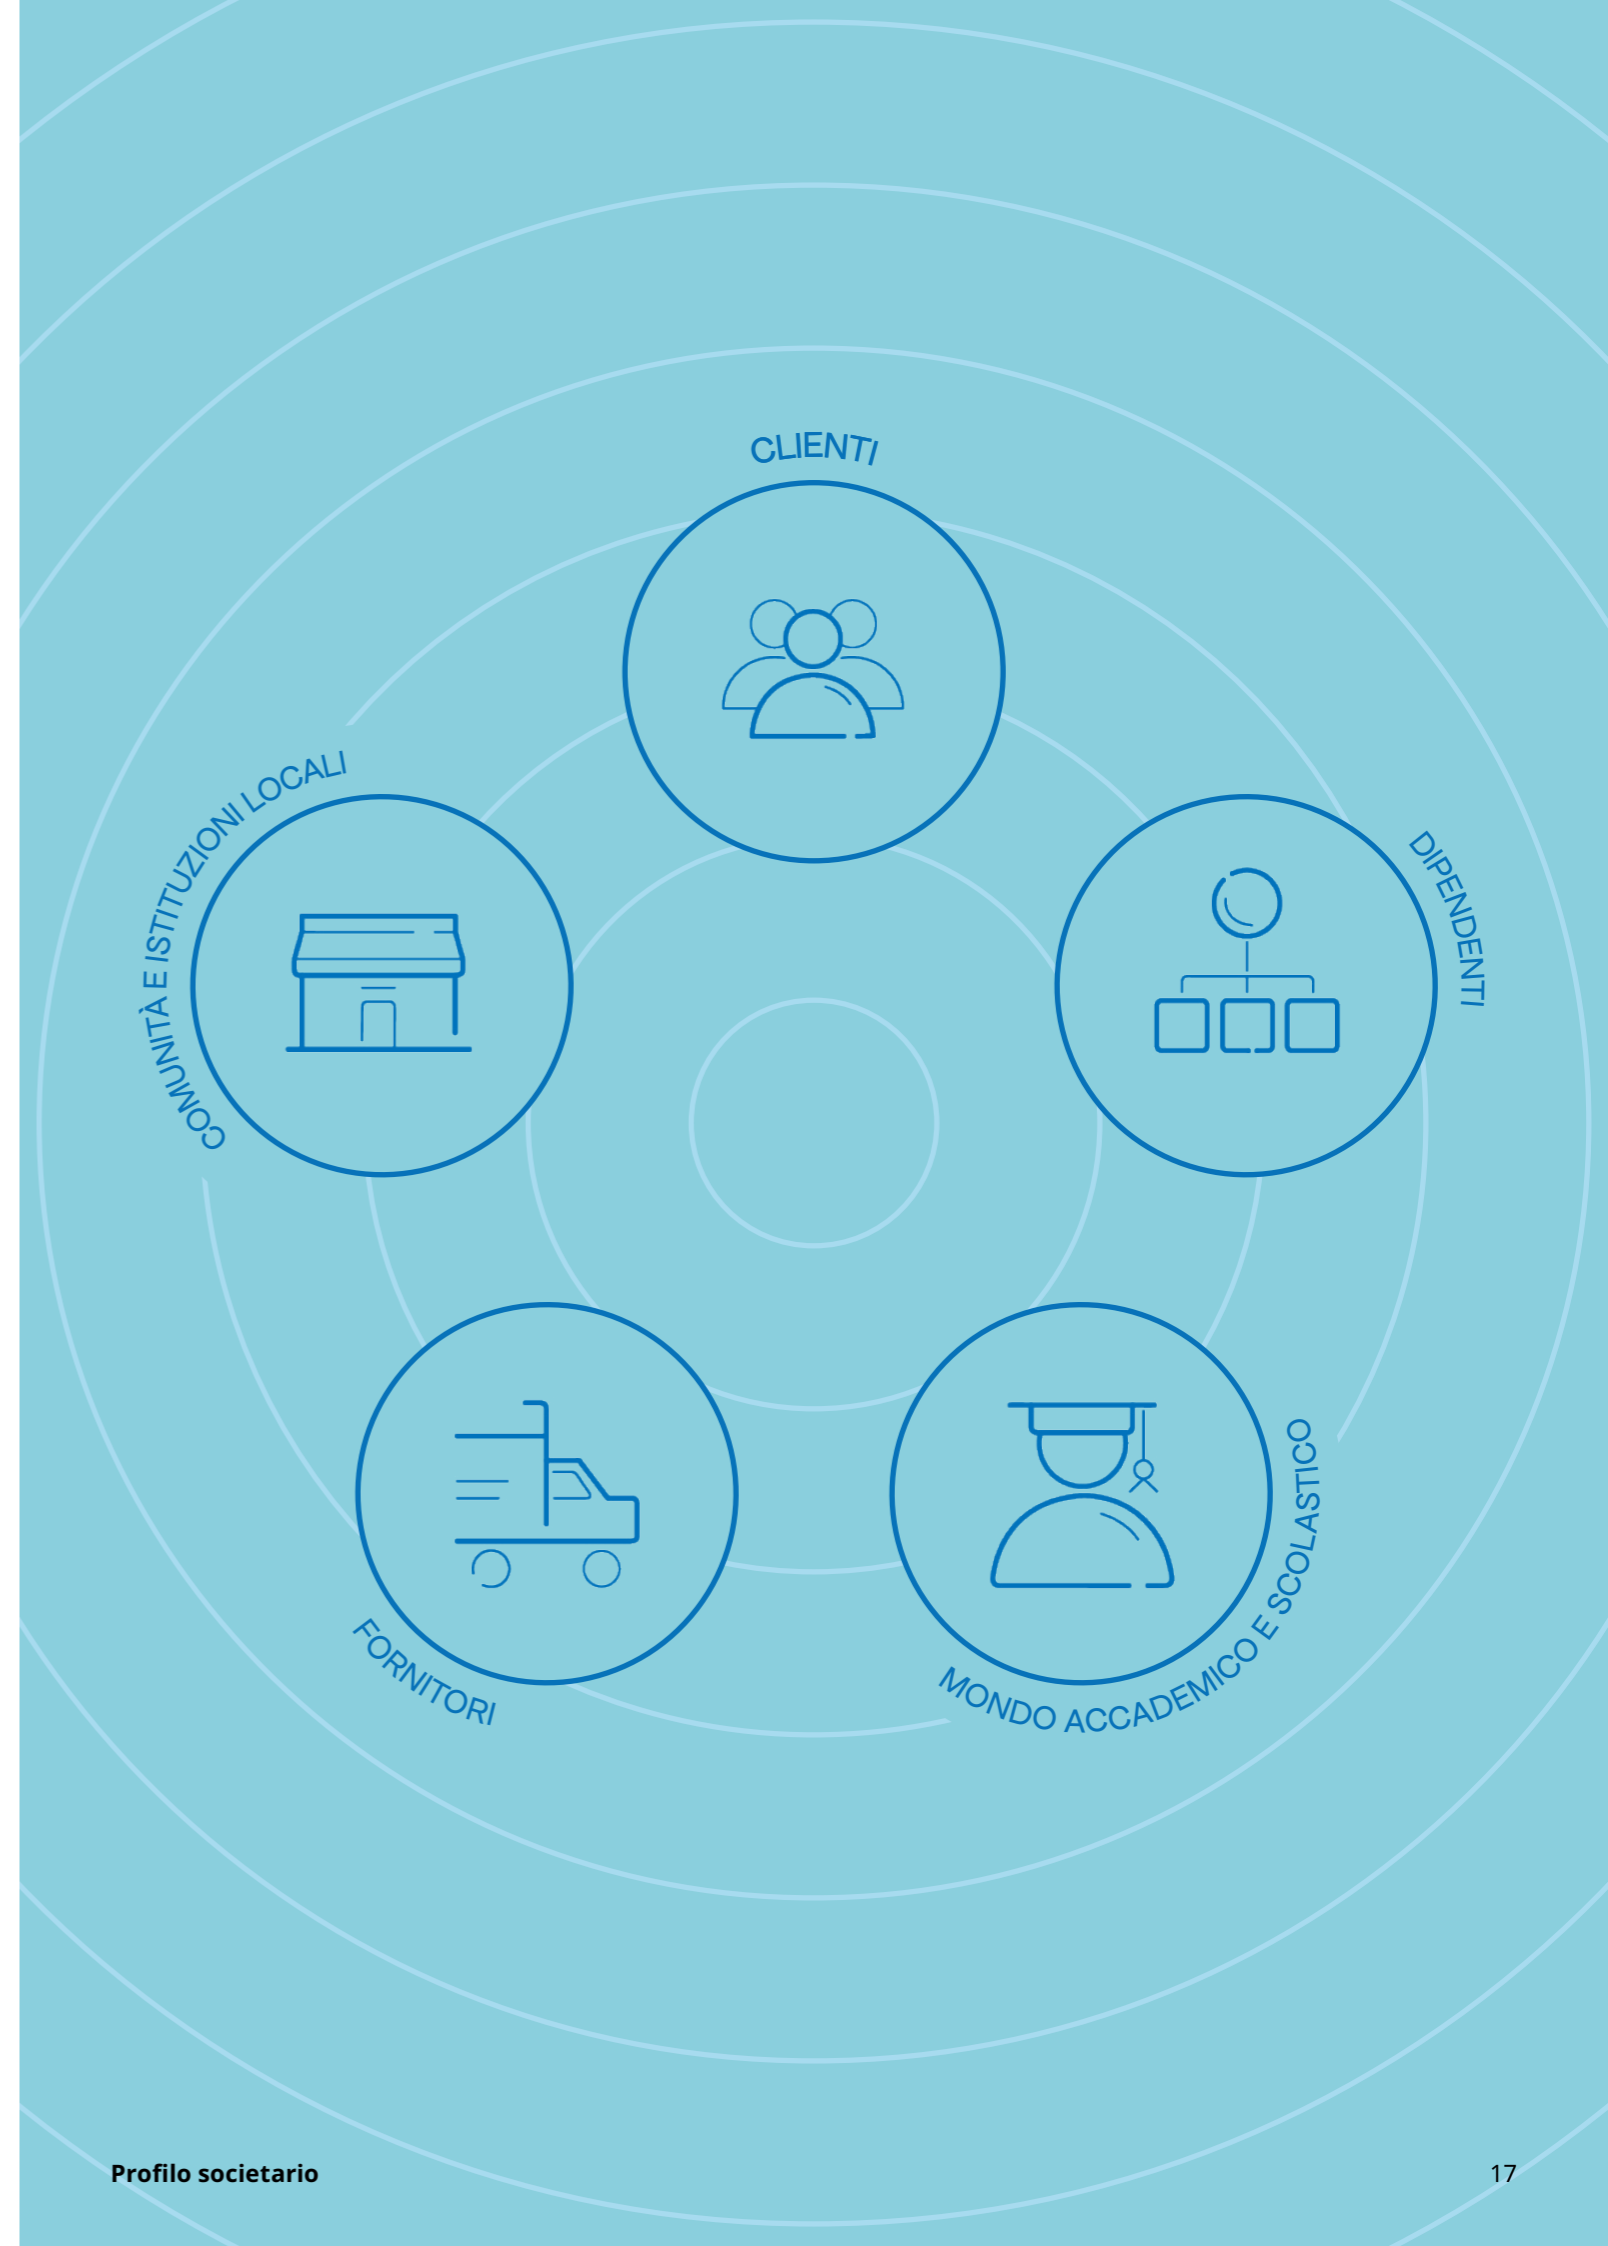 CLIENTI
COMUNITÀ E ISTITUZIONI LOCALI
DIPENDENTI
FORNITORI
MONDO ACCADEMICO E SCOLASTICO
Profilo societario
17